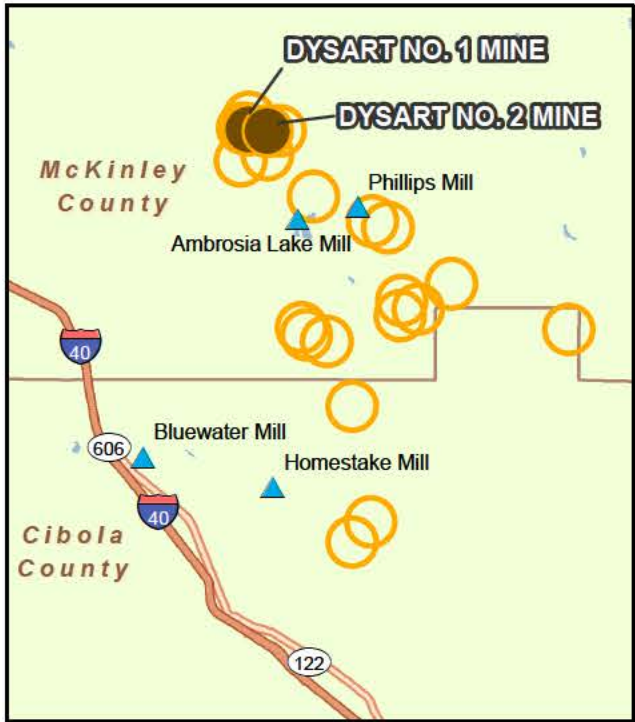 DYSART NO. 1 MINE
DYSART NO. 2 MINE
McKinley
County
Phillips Mill
Ambrosia Lake Mill
40
Bluewater Mill
606
Homestake Mill
40
Cibola
County
122